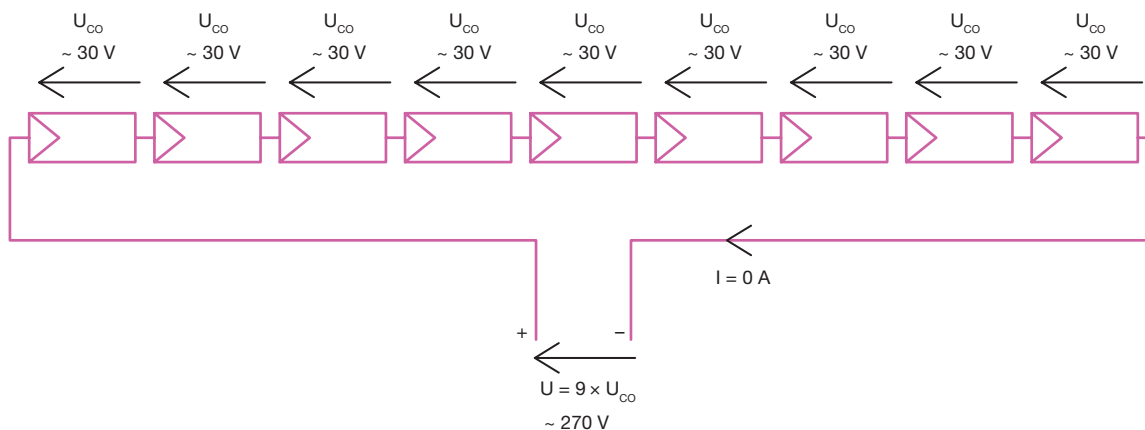 U_CO U_CO U_CO U_CO U_CO U_CO U_CO U_CO U_CO
~ 30 V ~ 30 V ~ 30 V ~ 30 V ~ 30 V ~ 30 V ~ 30 V ~ 30 V ~ 30 V
I = 0 A
+ −
U = 9 × U_CO
~ 270 V